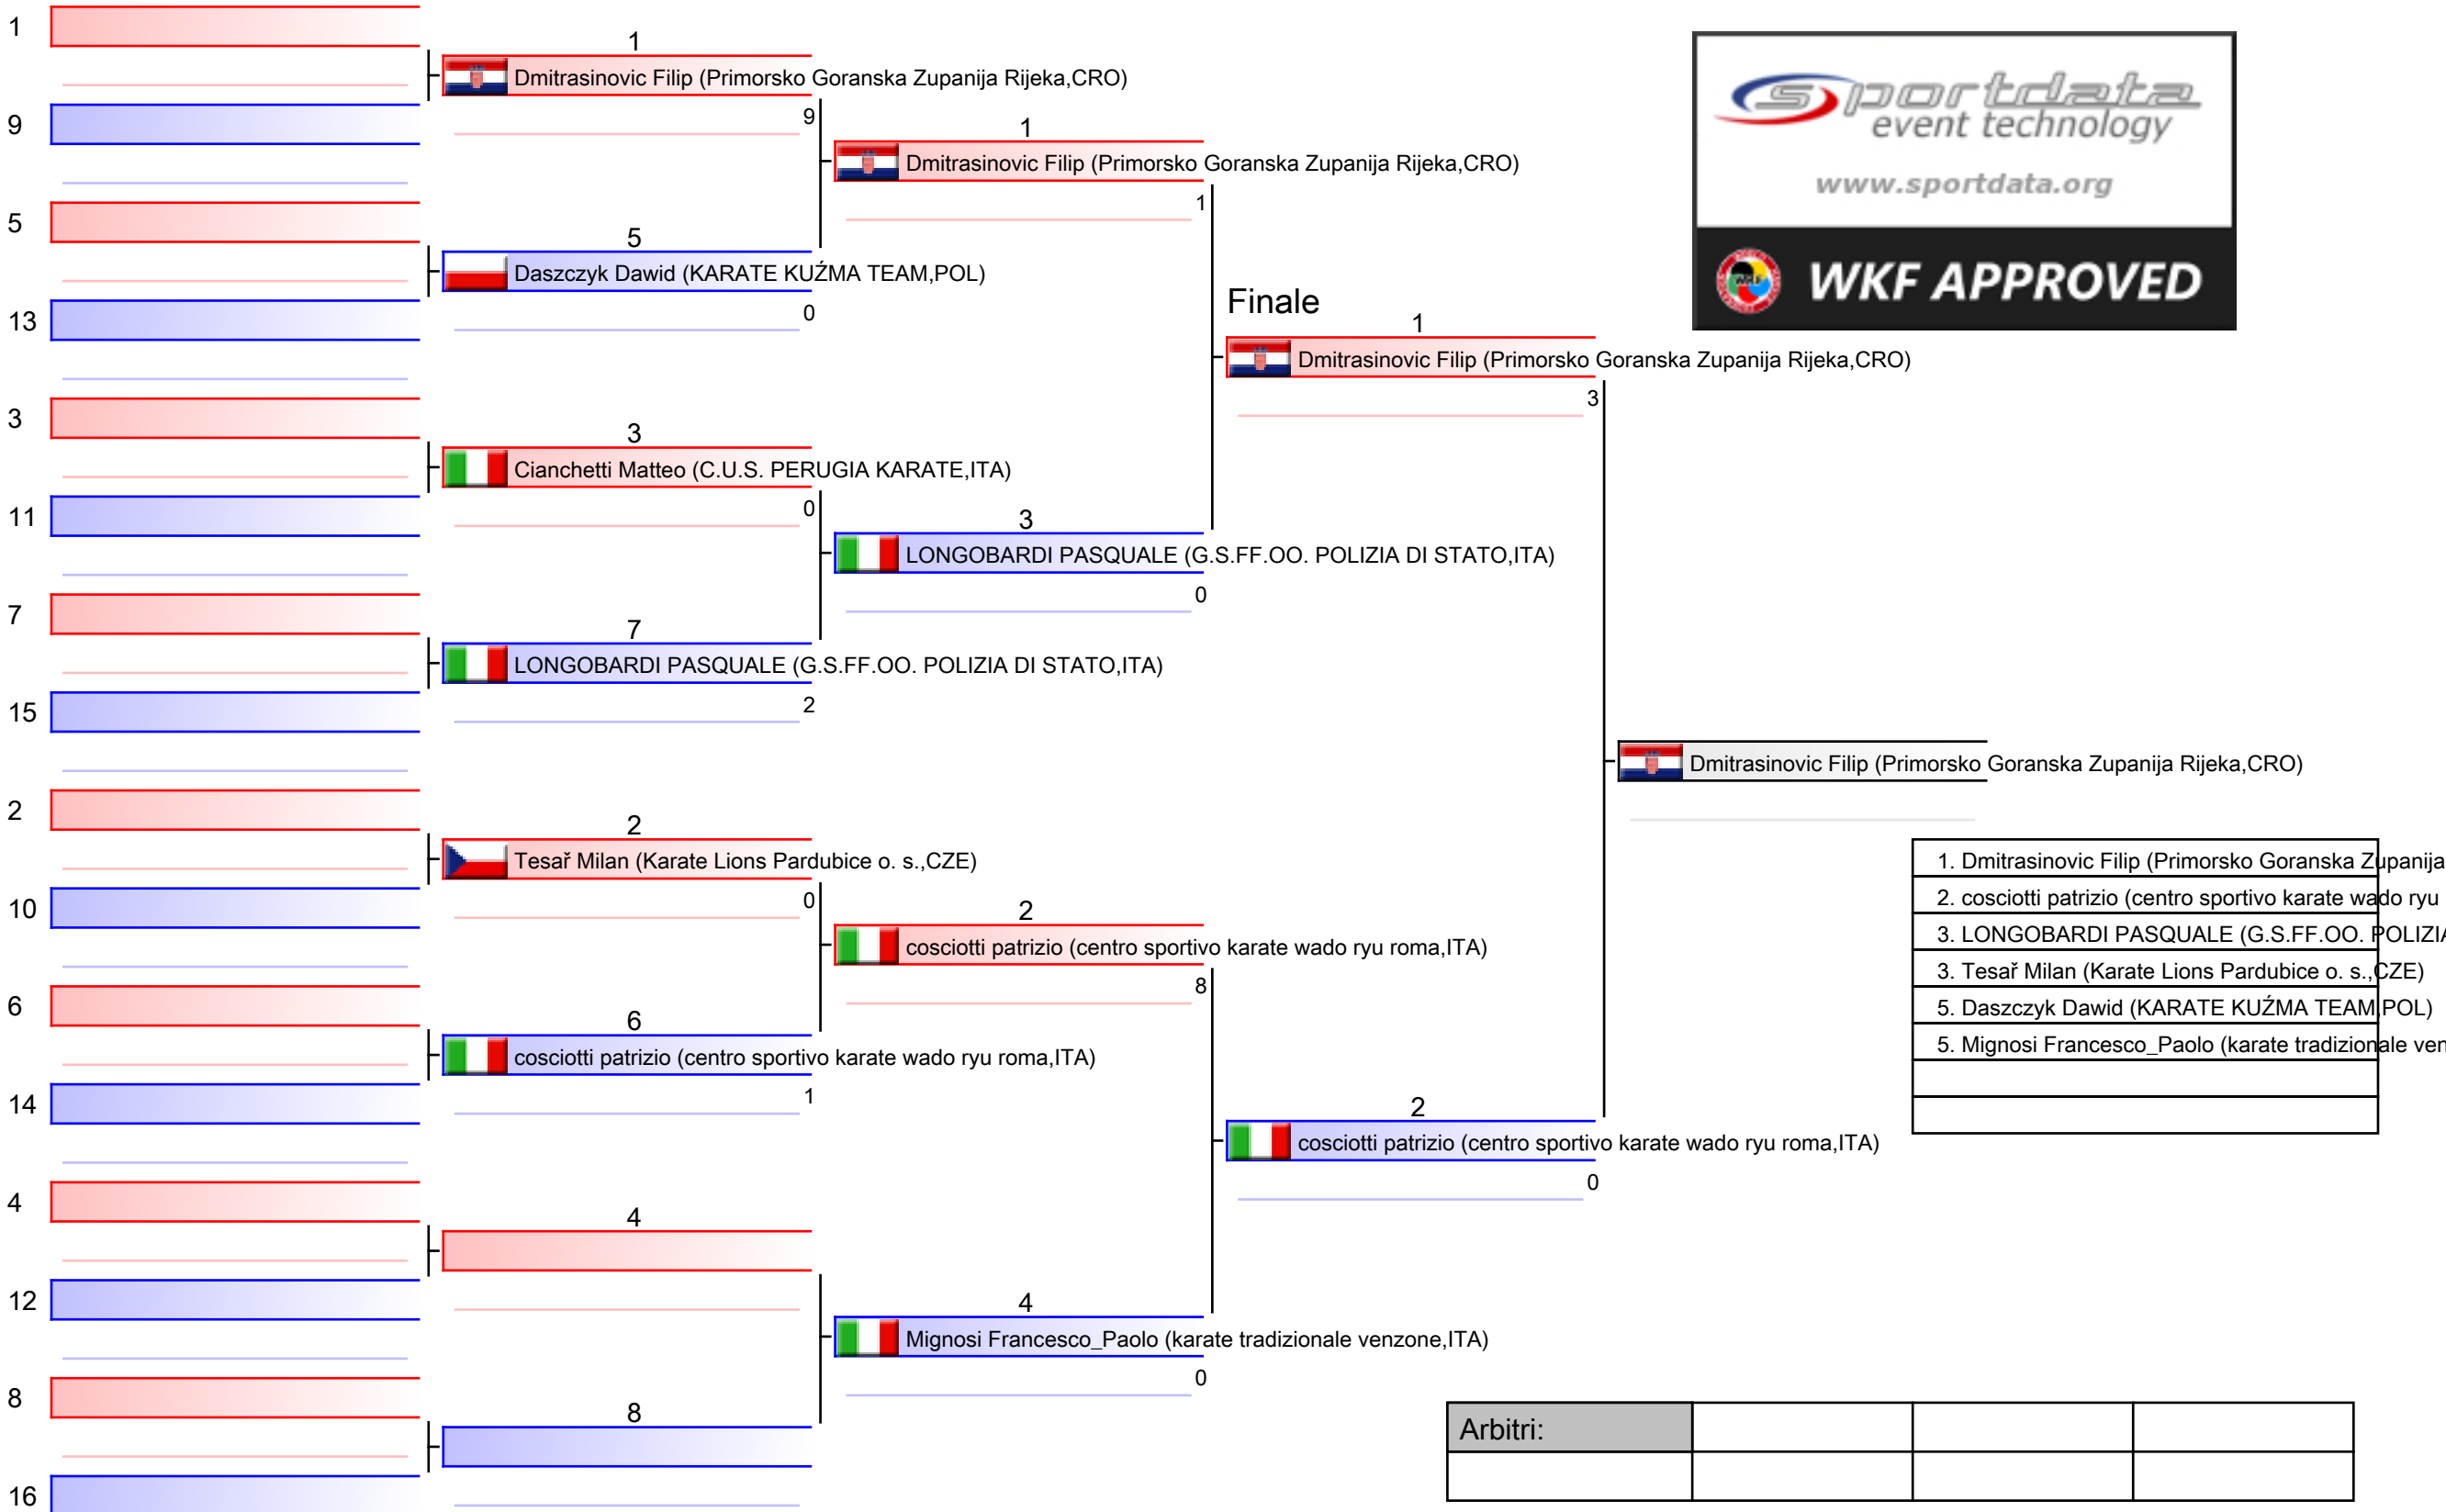 1
9
5
13
3
11
7
15
2
10
6
14
4
12
8
16
1
Dmitrasinovic Filip (Primorsko Goranska Zupanija Rijeka,CRO)
9
5
Daszczyk Dawid (KARATE KUŹMA TEAM,POL)
0
3
Cianchetti Matteo (C.U.S. PERUGIA KARATE,ITA)
0
7
LONGOBARDI PASQUALE (G.S.FF.OO. POLIZIA DI STATO,ITA)
2
2
Tesař Milan (Karate Lions Pardubice o. s.,CZE)
0
6
cosciotti patrizio (centro sportivo karate wado ryu roma,ITA)
1
4
8
1
Dmitrasinovic Filip (Primorsko Goranska Zupanija Rijeka,CRO)
1
3
LONGOBARDI PASQUALE (G.S.FF.OO. POLIZIA DI STATO,ITA)
0
2
cosciotti patrizio (centro sportivo karate wado ryu roma,ITA)
8
4
Mignosi Francesco_Paolo (karate tradizionale venzone,ITA)
0
Finale
1
Dmitrasinovic Filip (Primorsko Goranska Zupanija Rijeka,CRO)
3
2
cosciotti patrizio (centro sportivo karate wado ryu roma,ITA)
0
Dmitrasinovic Filip (Primorsko Goranska Zupanija Rijeka,CRO)
sportdata
event technology
www.sportdata.org
WKF APPROVED
1. Dmitrasinovic Filip (Primorsko Goranska Zupanija
2. cosciotti patrizio (centro sportivo karate wado ryu
3. LONGOBARDI PASQUALE (G.S.FF.OO. POLIZIA
3. Tesař Milan (Karate Lions Pardubice o. s.,CZE)
5. Daszczyk Dawid (KARATE KUŹMA TEAM,POL)
5. Mignosi Francesco_Paolo (karate tradizionale ven
Arbitri: